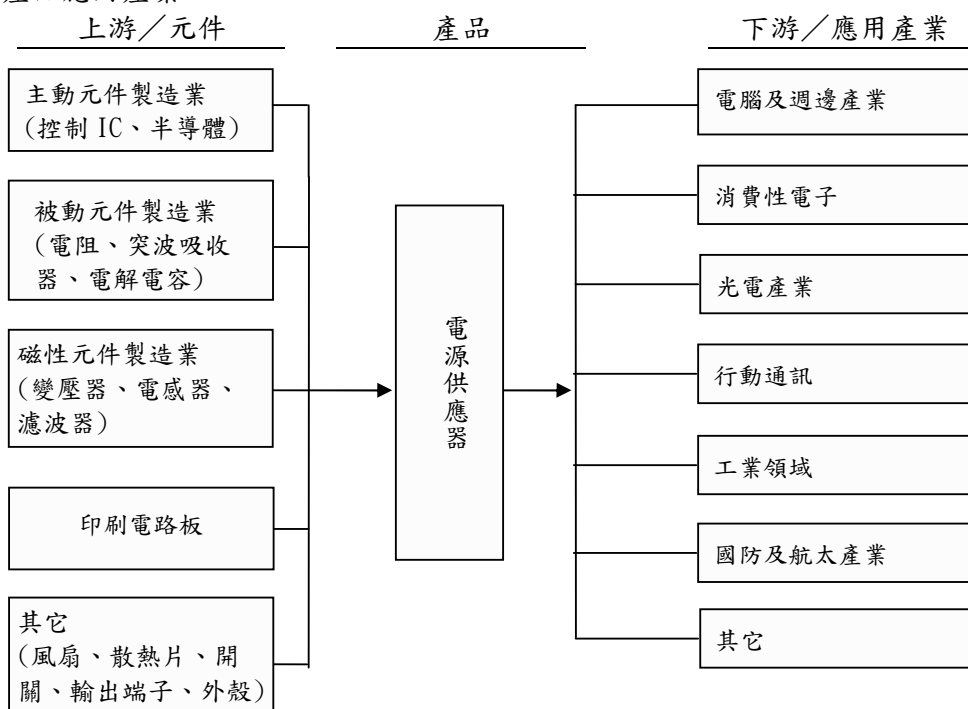 上游／元件
產品
下游／應用產業
主動元件製造業
(控制 IC、半導體)
被動元件製造業
(電阻、突波吸收
器、電解電容)
磁性元件製造業
(變壓器、電感器、
濾波器)
印刷電路板
其它
(風扇、散熱片、開
關、輸出端子、外殼)
電源供應器
電腦及週邊產業
消費性電子
光電產業
行動通訊
工業領域
國防及航太產業
其它